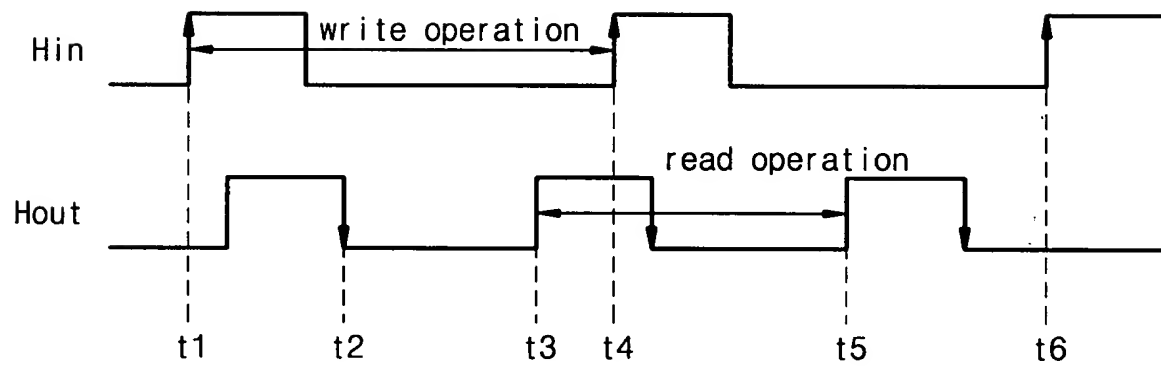 Hin
write operation
read operation
Hout
t1 t2 t3 t4 t5 t6